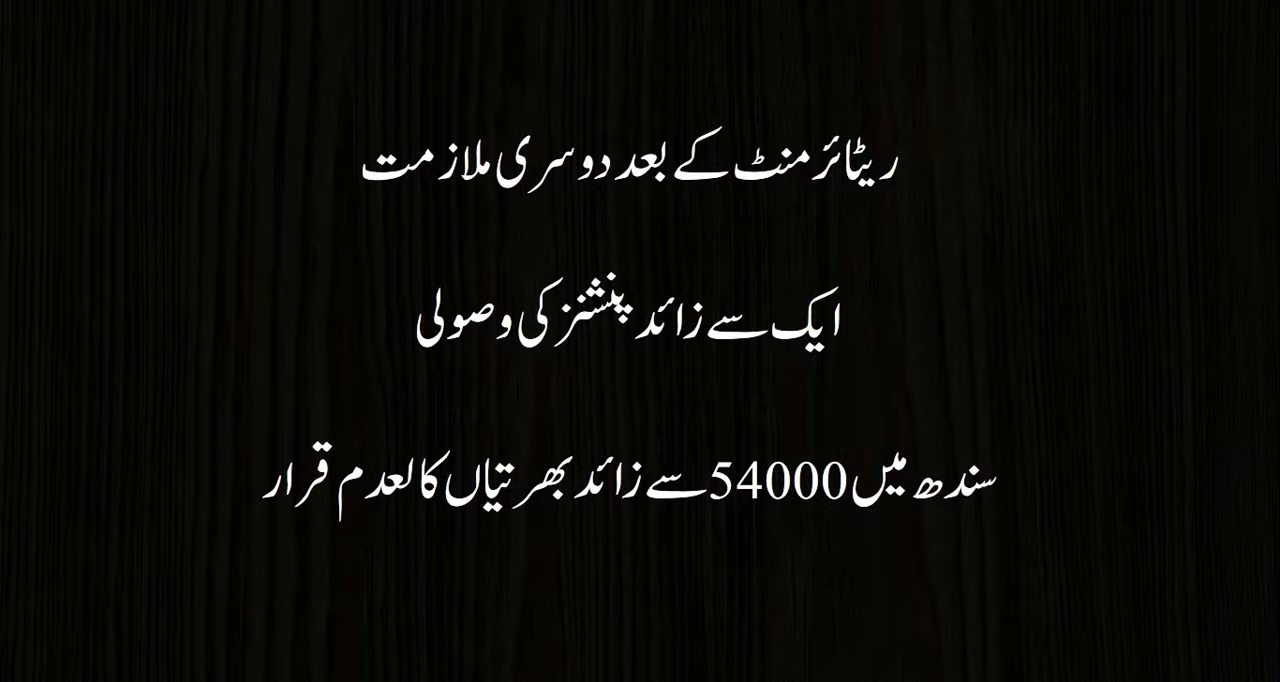 ریٹائرمنٹ کے بعد دوسری ملازمت
ایک سے زائد پنشنز کی وصولی
سندھ میں 54000 سے زائد بھرتیاں کالعدم قرار